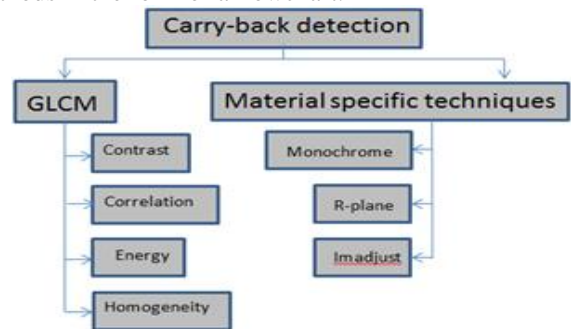 Carry-back detection
GLCM
Material specific techniques
Contrast
Monochrome
Correlation
R-plane
Energy
Imadjust
Homogeneity